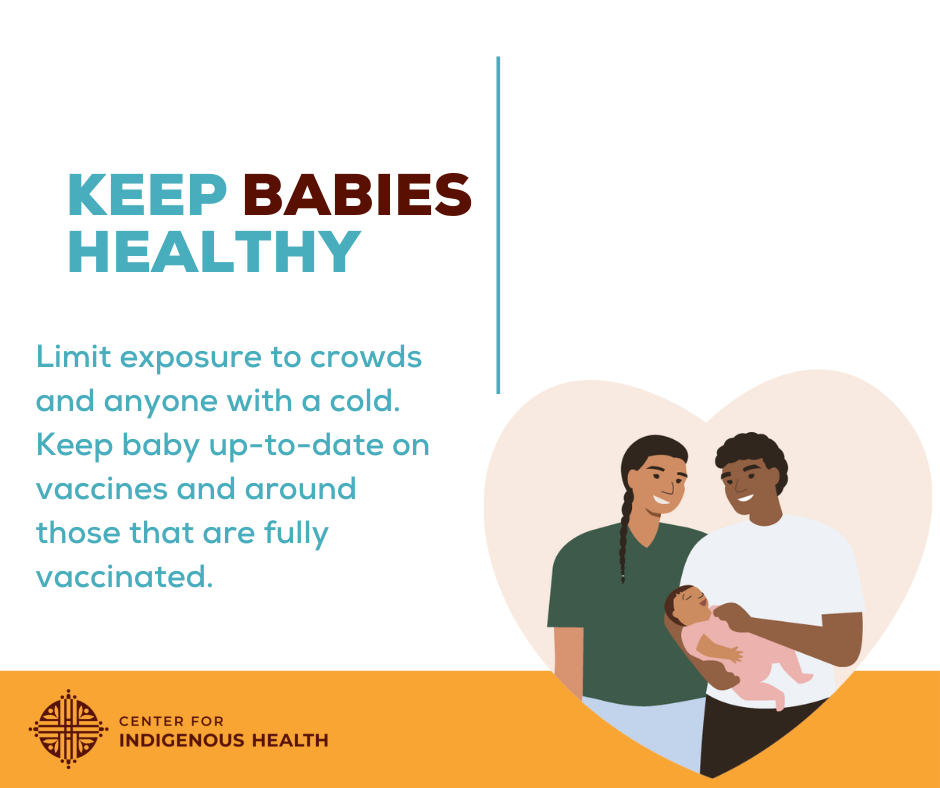 KEEP BABIES
HEALTHY
Limit exposure to crowds
and anyone with a cold.
Keep baby up-to-date on
vaccines and around
those that are fully
vaccinated.
CENTER FOR
INDIGENOUS HEALTH